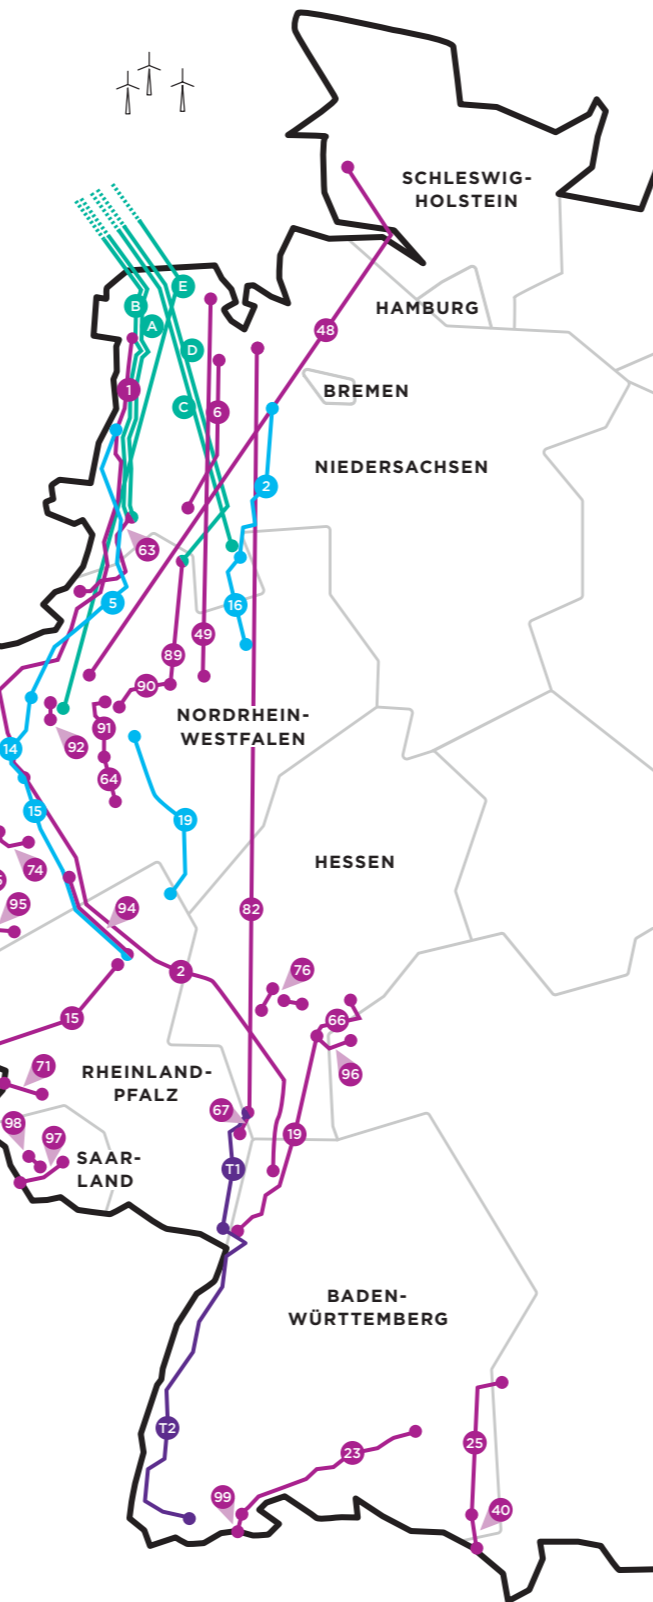 SCHLESWIG-
HOLSTEIN
E
B
A
HAMBURG
48
D
1
BREMEN
C
6
NIEDERSACHSEN
2
63
5
16
49
89
90
NORDRHEIN-
WESTFALEN
91
92
14
64
15
19
HESSEN
74
95
94
82
2
76
15
66
71
RHEINLAND-
PFALZ
96
67
98
97
19
SAAR-
LAND
T1
BADEN-
WÜRTTEMBERG
T2
23
25
99
40